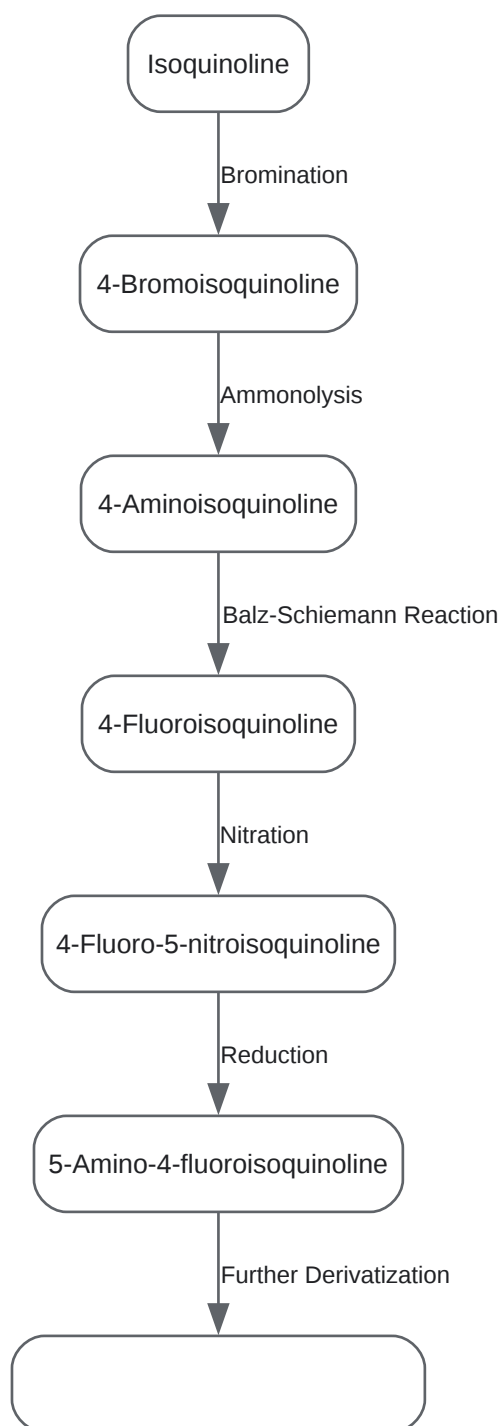 Isoquinoline
Bromination
4-Bromoisoquinoline
Ammonolysis
4-Aminoisoquinoline
Balz-Schiemann Reaction
4-Fluoroisoquinoline
Nitration
4-Fluoro-5-nitroisoquinoline
Reduction
5-Amino-4-fluoroisoquinoline
Further Derivatization